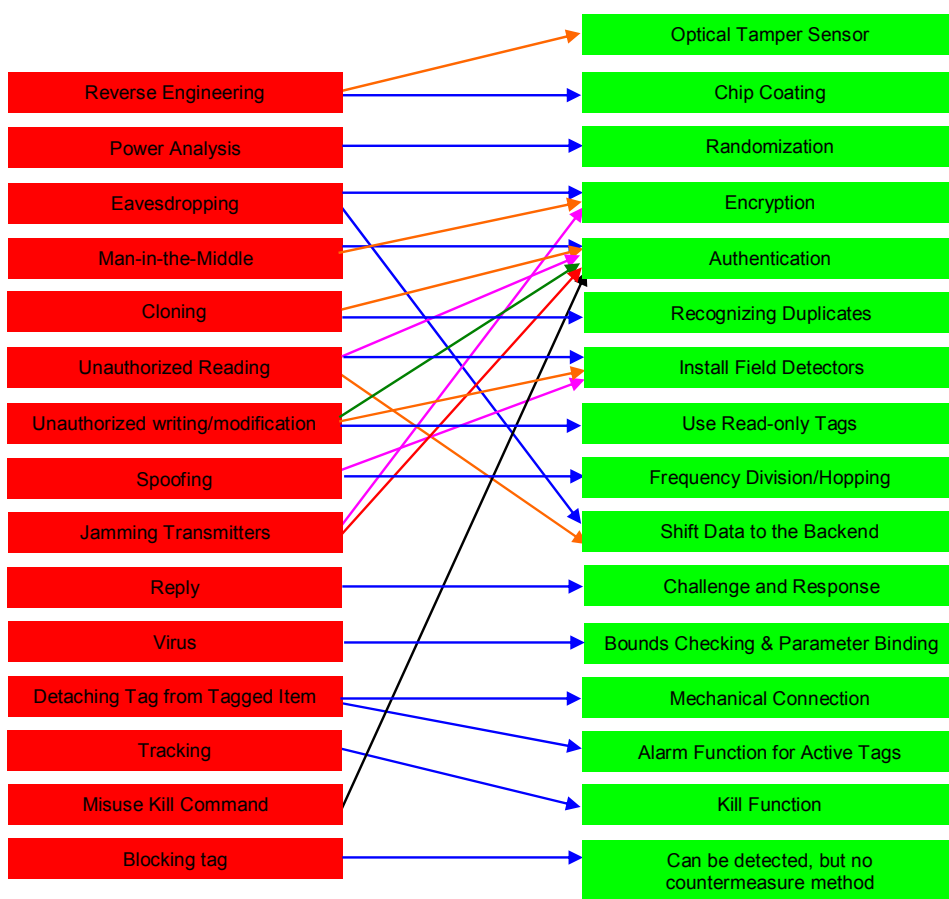 Optical Tamper Sensor
Reverse Engineering
Chip Coating
Power Analysis
Randomization
Eavesdropping
Encryption
Man-in-the-Middle
Authentication
Cloning
Recognizing Duplicates
Unauthorized Reading
Install Field Detectors
Unauthorized writing/modification
Use Read-only Tags
Spoofing
Frequency Division/Hopping
Jamming Transmitters
Shift Data to the Backend
Reply
Challenge and Response
Virus
Bounds Checking & Parameter Binding
Detaching Tag from Tagged Item
Mechanical Connection
Tracking
Alarm Function for Active Tags
Misuse Kill Command
Kill Function
Blocking tag
Can be detected, but no
countermeasure method